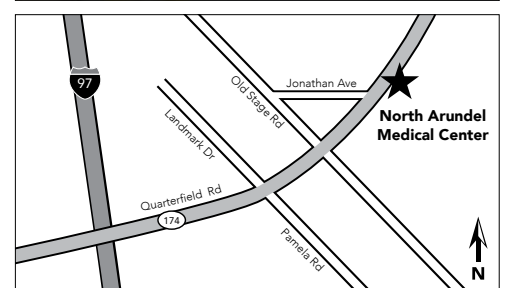 97
Jonathan Ave
Old Stage Rd
North Arundel
Medical Center
Landmark Dr
Quarterfield Rd
174
Pamela Rd
N